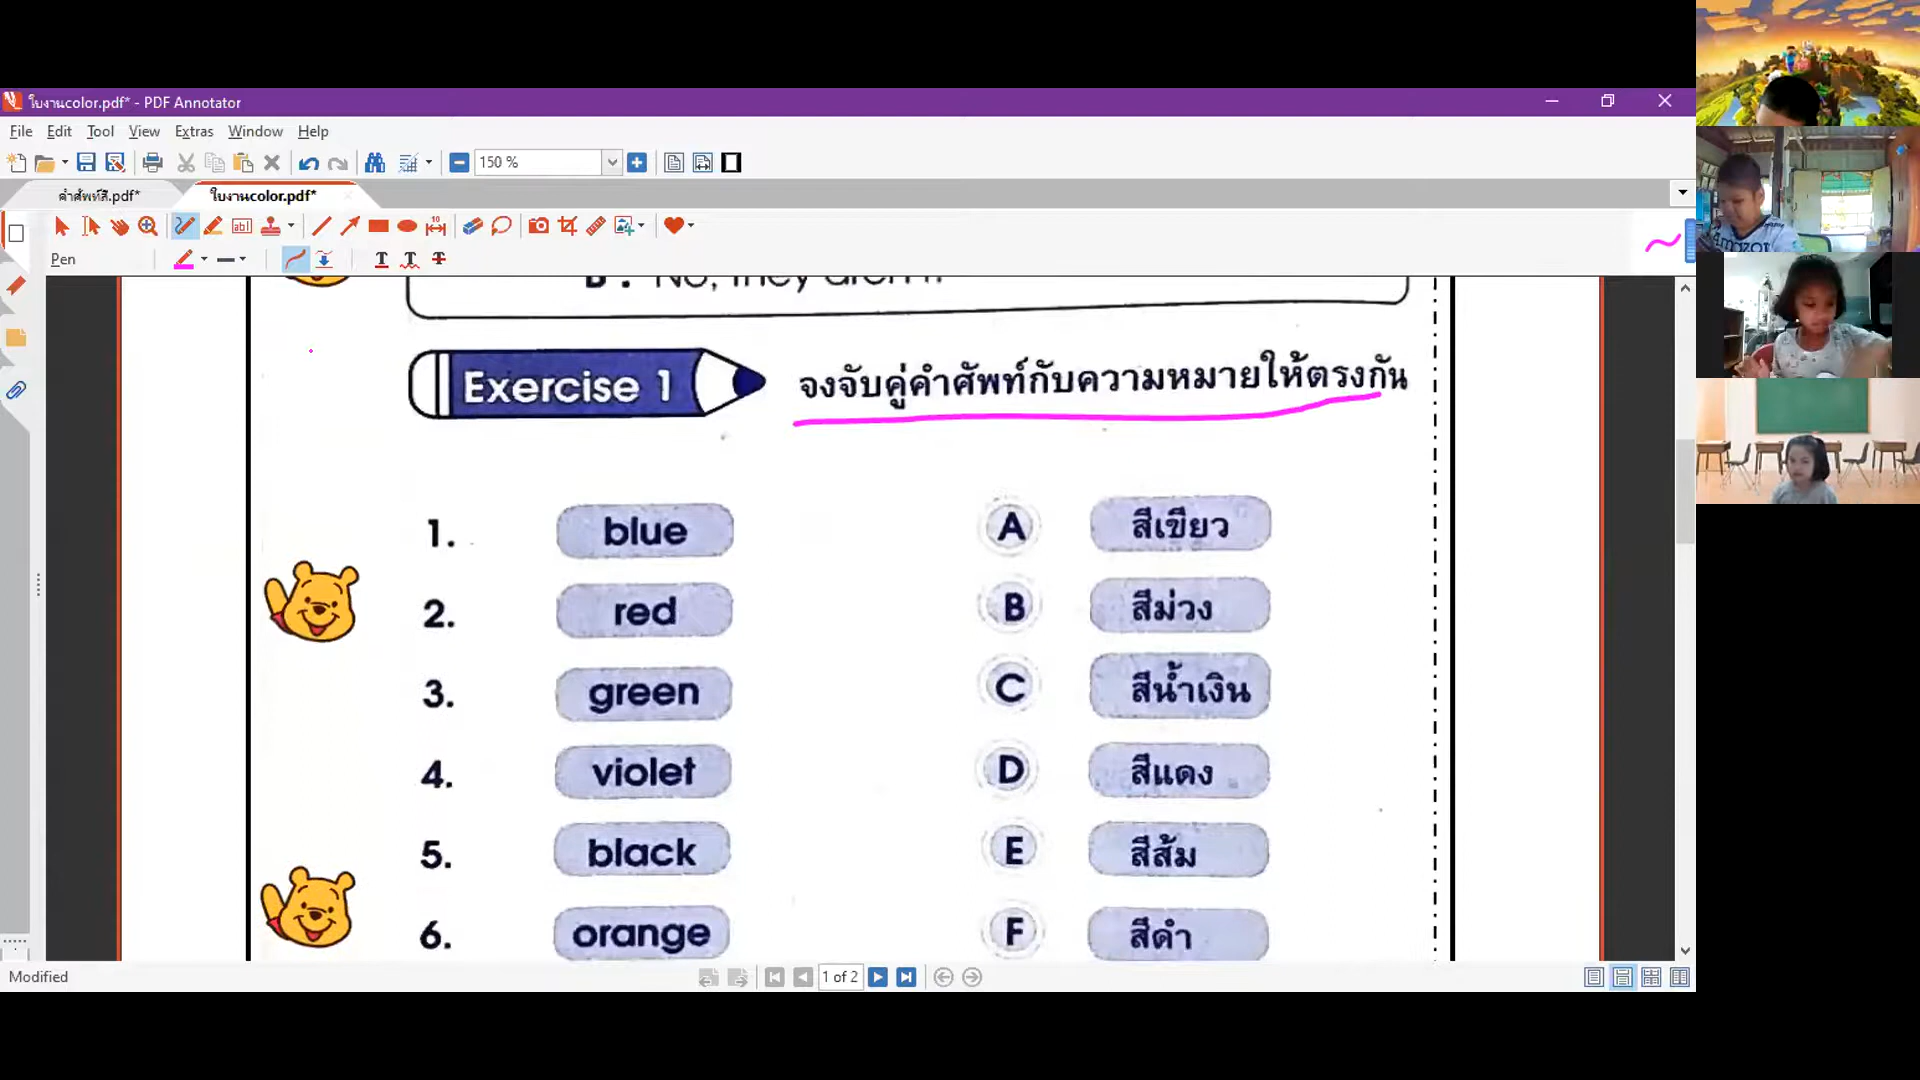 ใบงานcolor.pdf* - PDF Annotator
File Edit Tool View Extras Window Help
150 %
คำศัพท์สี.pdf* ใบงานcolor.pdf*
Pen
B : No, they aren't.
Exercise 1 จงจับคู่คำศัพท์กับความหมายให้ตรงกัน
1. blue A สีเขียว
2. red B สีม่วง
3. green C สีน้ำเงิน
4. violet D สีแดง
5. black E สีส้ม
6. orange F สีดำ
Modified 1 of 2